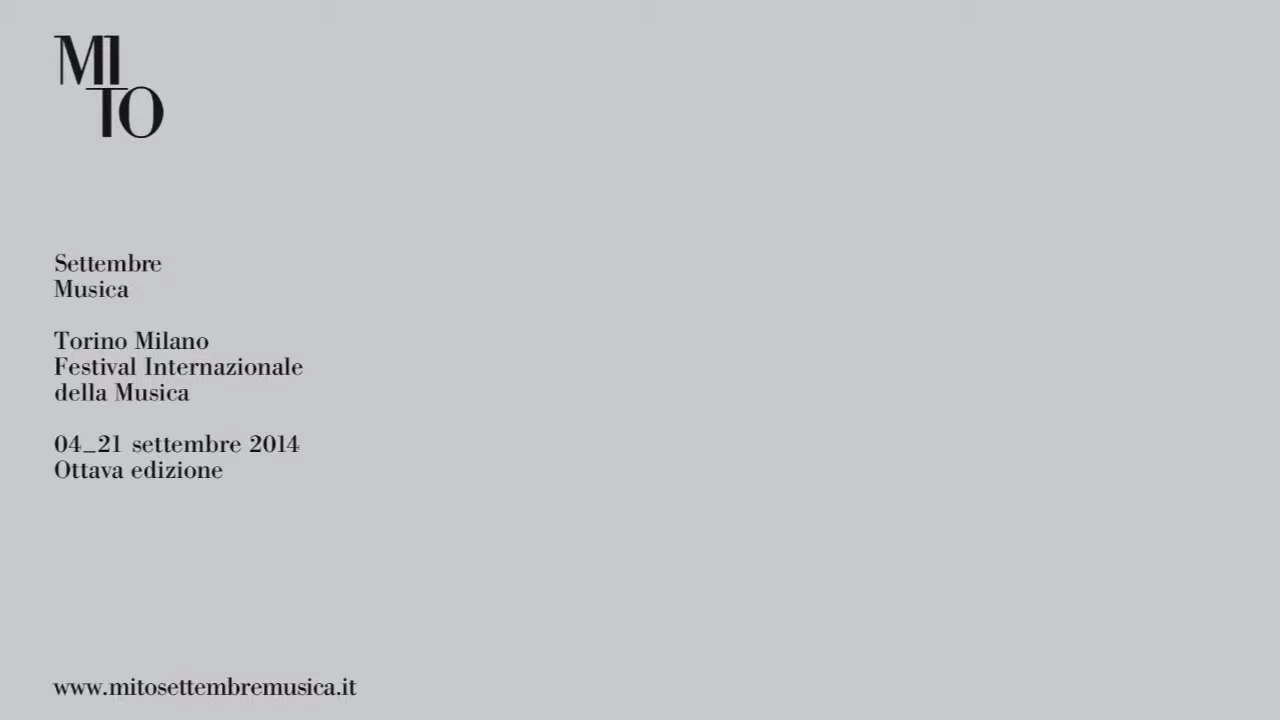 MI
TO
Settembre
Musica
Torino Milano
Festival Internazionale
della Musica
04_21 settembre 2014
Ottava edizione
www.mitosettembremusica.it